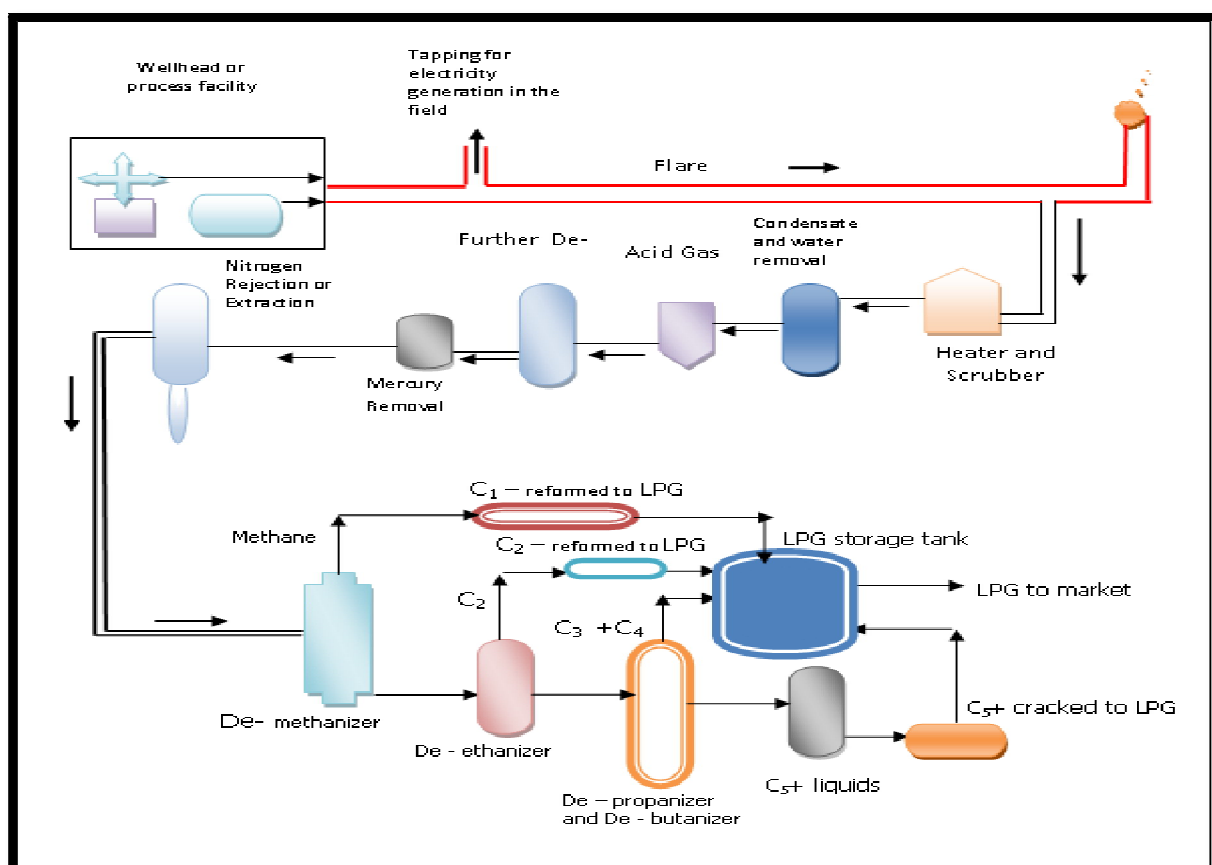 Wellhead or
process facility
Tapping for
electricity
generation in the
field
Flare
Nitrogen
Rejection or
Extraction
Further De-
Acid Gas
Condensate
and water
removal
Mercury
Removal
Heater and
Scrubber
C₁ – reformed to LPG
Methane
C₂ – reformed to LPG
LPG storage tank
C₂
C₃ +C₄
LPG to market
De- methanizer
De - ethanizer
C₅+ cracked to LPG
C₅+ liquids
De – propanizer
and De - butanizer